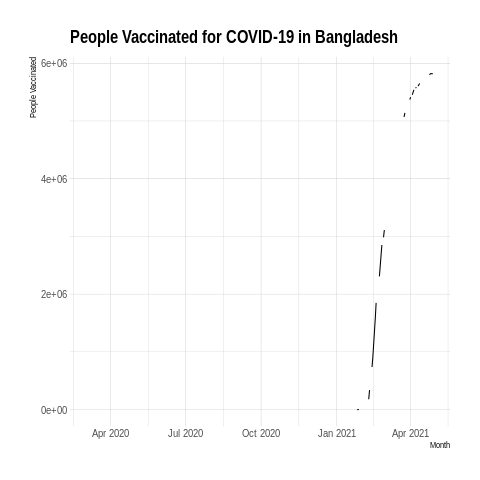 People Vaccinated for COVID-19 in Bangladesh
People Vaccinated
6e+06
4e+06
2e+06
0e+00
Apr 2020 Jul 2020 Oct 2020 Jan 2021 Apr 2021
Month